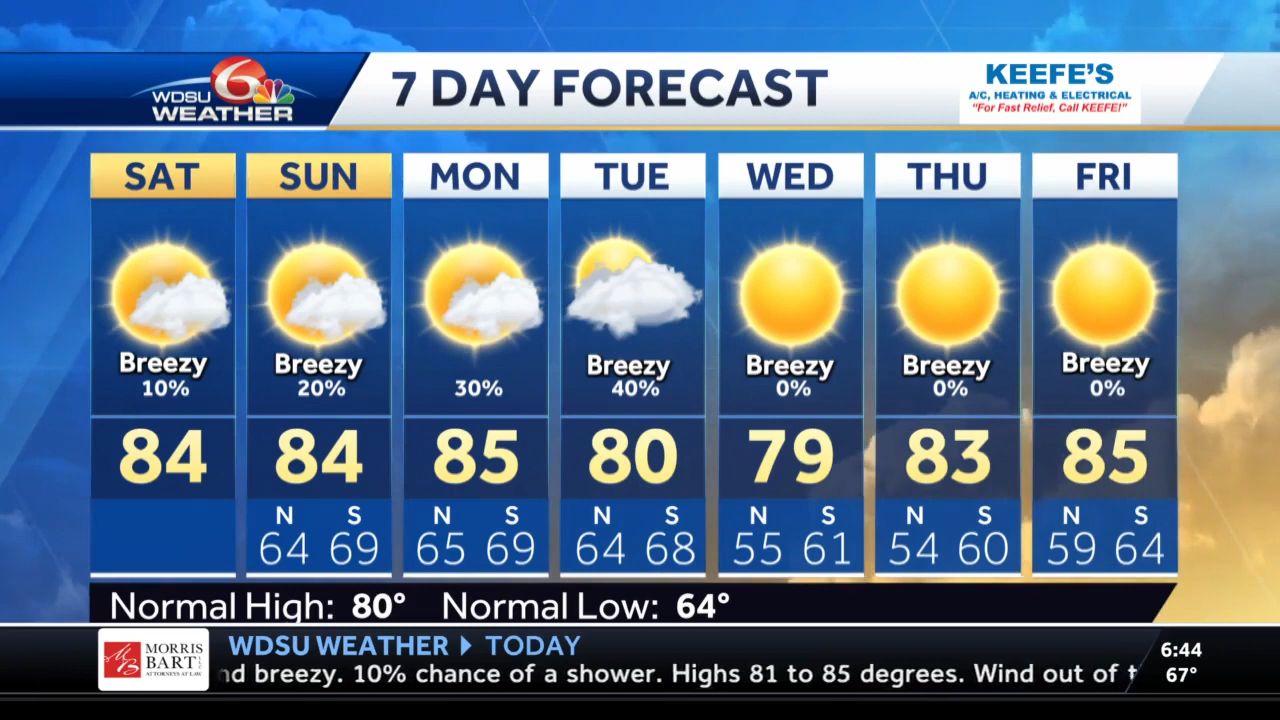 WDSU 6
WEATHER
7 DAY FORECAST
KEEFE'S
A/C, HEATING & ELECTRICAL
"For Fast Relief, Call KEEFE!"
SAT SUN MON TUE WED THU FRI
Breezy Breezy Breezy Breezy Breezy Breezy
10% 20% 30% 40% 0% 0% 0%
84 84 85 80 79 83 85
N S N S N S N S N S N S
64 69 65 69 64 68 55 61 54 60 59 64
Normal High: 80° Normal Low: 64°
MB MORRIS
BART LLC
ATTORNEYS AT LAW
WDSU WEATHER TODAY
nd breezy. 10% chance of a shower. Highs 81 to 85 degrees. Wind out of t
6:44
67°